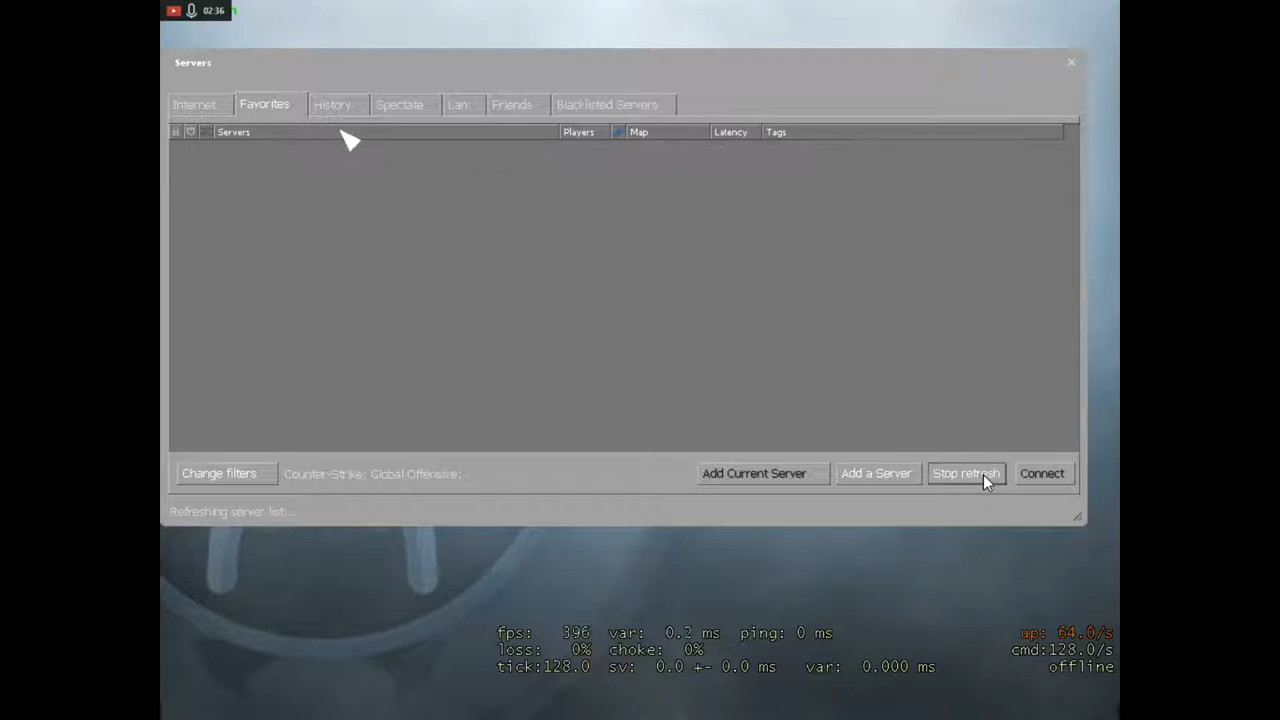 02:36
Servers
Internet Favorites History Spectate Lan Friends Blacklisted Servers
Servers Players Map Latency Tags
Change filters Counter-Strike: Global Offensive; Add Current Server Add a Server Stop refresh Connect
Refreshing server list...
fps: 396 var: 0.2 ms ping: 0 ms up: 64.0/s
loss: 0% choke: 0% cmd:128.0/s
tick:128.0 sv: 0.0 +- 0.0 ms var: 0.000 ms offline